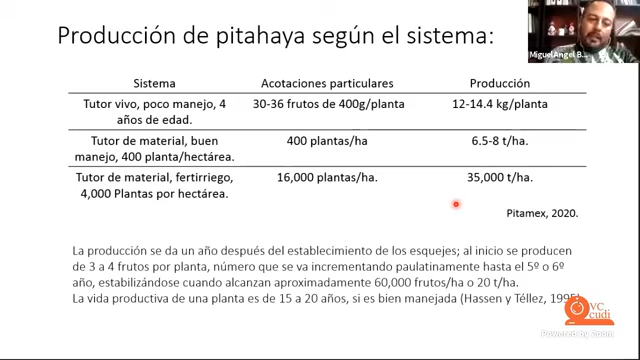 Producción de pitahaya según el sistema:
Miguel Angel B...
Sistema Acotaciones particulares Producción
Tutor vivo, poco manejo, 4 30-36 frutos de 400g/planta 12-14.4 kg/planta
años de edad.
Tutor de material, buen 400 plantas/ha 6.5-8 t/ha.
manejo, 400 planta/hectárea.
Tutor de material, fertirriego, 16,000 plantas/ha. 35,000 t/ha.
4,000 Plantas por hectárea.
Pitamex, 2020.
La producción se da un año después del establecimiento de los esquejes; al inicio se producen
de 3 a 4 frutos por planta, número que se va incrementando paulatinamente hasta el 5º o 6º
año, estabilizándose cuando alcanzan aproximadamente 60,000 frutos/ha o 20 t/ha.
La vida productiva de una planta es de 15 a 20 años, si es bien manejada (Hassen y Téllez, 1995)
VC
cudi
Powered by Zoom